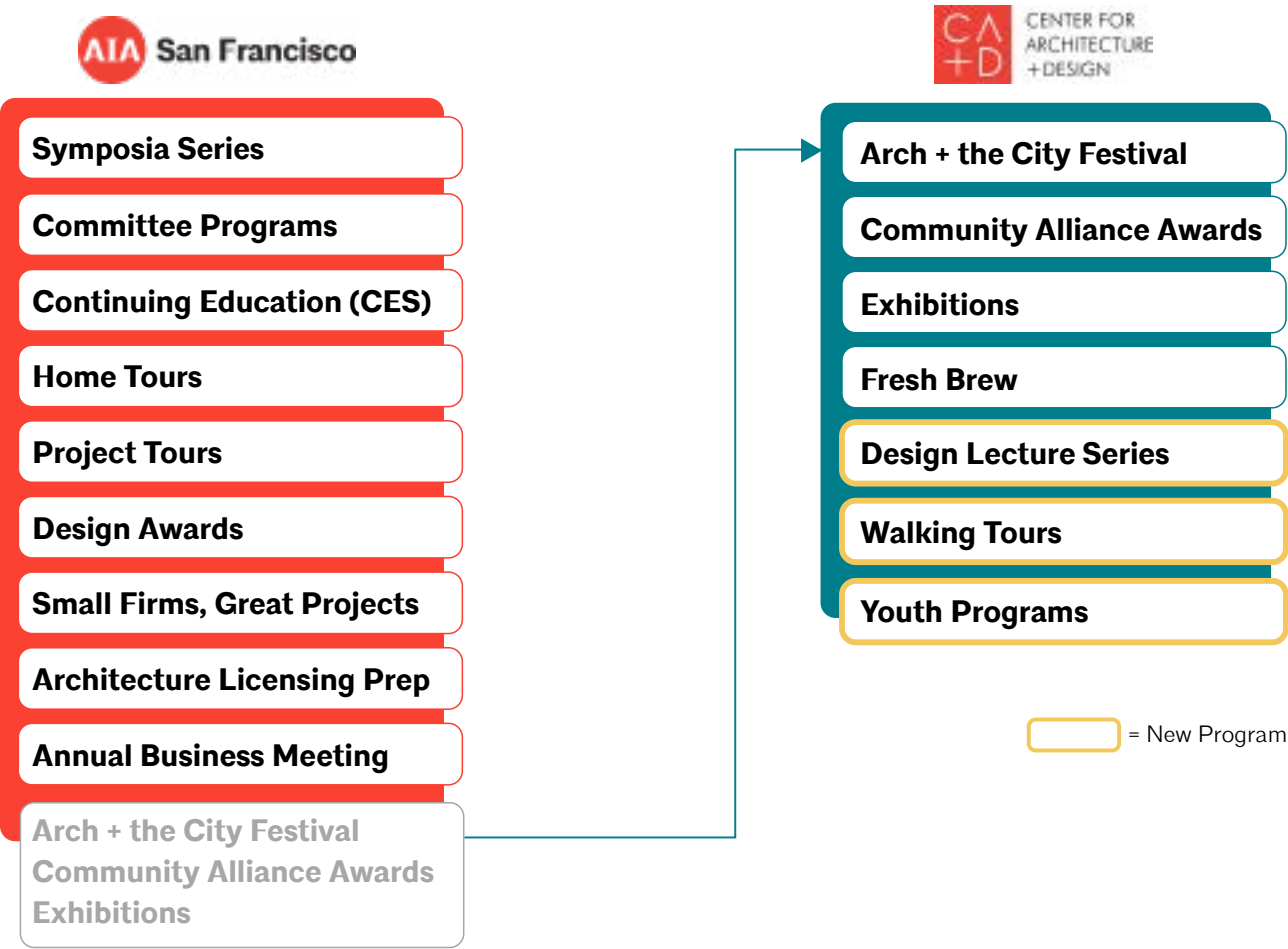 AIA San Francisco
Symposia Series
Committee Programs
Continuing Education (CES)
Home Tours
Project Tours
Design Awards
Small Firms, Great Projects
Architecture Licensing Prep
Annual Business Meeting
Arch + the City Festival
Community Alliance Awards
Exhibitions
CA
+D
CENTER FOR
ARCHITECTURE
+DESIGN
Arch + the City Festival
Community Alliance Awards
Exhibitions
Fresh Brew
Design Lecture Series
Walking Tours
Youth Programs
= New Program